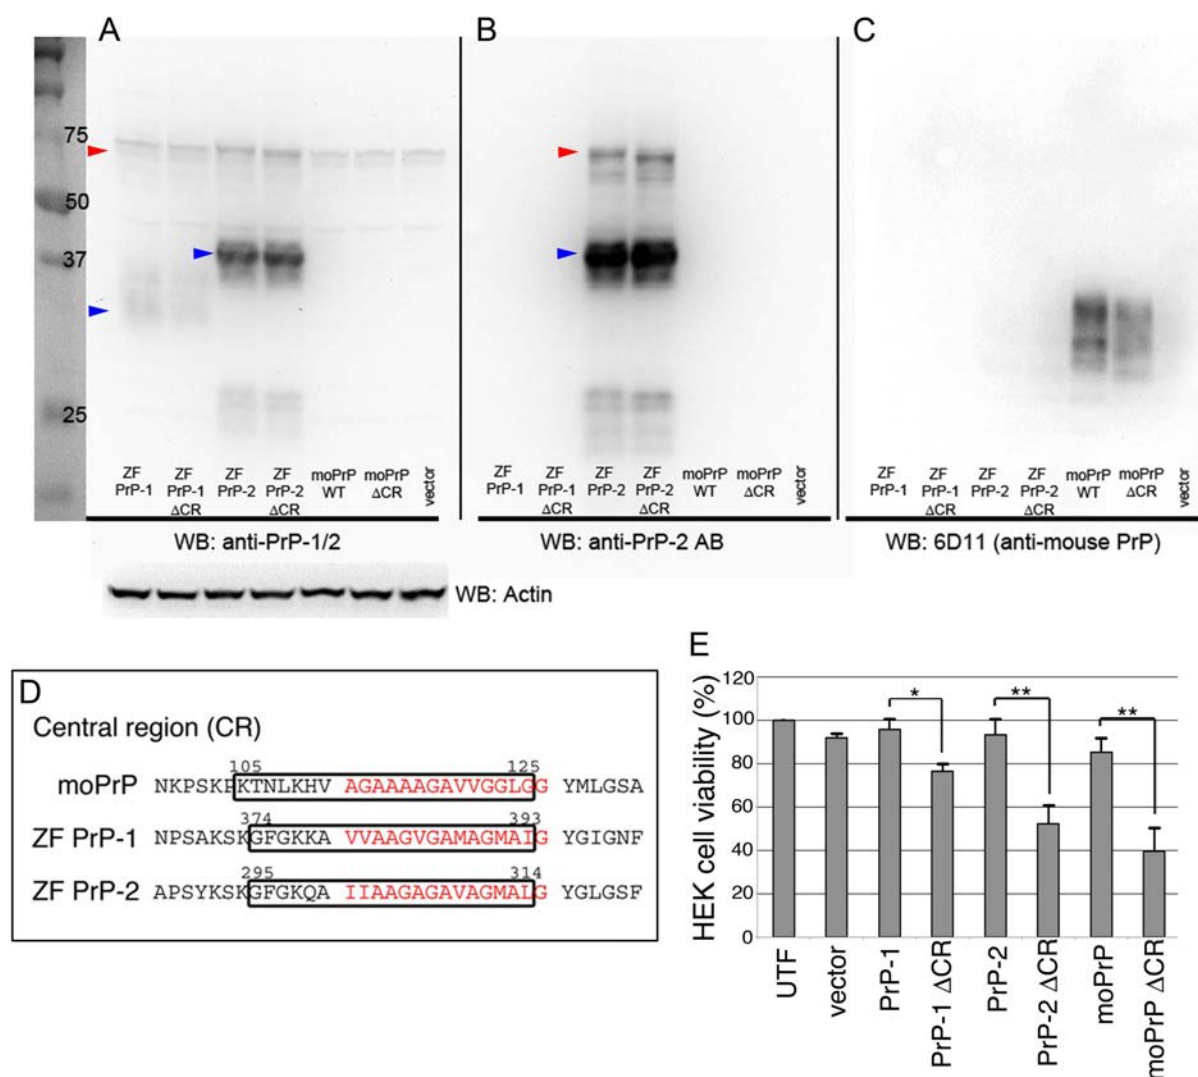 A
B
C
75
50
37
25
ZF PrP-1
ZF PrP-1 ΔCR
ZF PrP-2
ZF PrP-2 ΔCR
moPrP WT
moPrP ΔCR
vector
ZF PrP-1
ZF PrP-1 ΔCR
ZF PrP-2
ZF PrP-2 ΔCR
moPrP WT
moPrP ΔCR
vector
ZF PrP-1
ZF PrP-1 ΔCR
ZF PrP-2
ZF PrP-2 ΔCR
moPrP WT
moPrP ΔCR
vector
WB: anti-PrP-1/2
WB: anti-PrP-2 AB
WB: 6D11 (anti-mouse PrP)
WB: Actin
D
Central region (CR)
105 125
moPrP NKPSKPKTNLKHV AGAAAAGAVVGGLGG YMLGSA
374 393
ZF PrP-1 NPSAKSKGFGKKA VVAAGVGAMAGMAIG YGIGNF
295 314
ZF PrP-2 APSYKSKGFGKQA IIAAGAGAVAGMALG YGLGSF
E
HEK cell viability (%)
120
100
80
60
40
20
0
* ** **
UTF
vector
PrP-1
PrP-1 ΔCR
PrP-2
PrP-2 ΔCR
moPrP
moPrP ΔCR